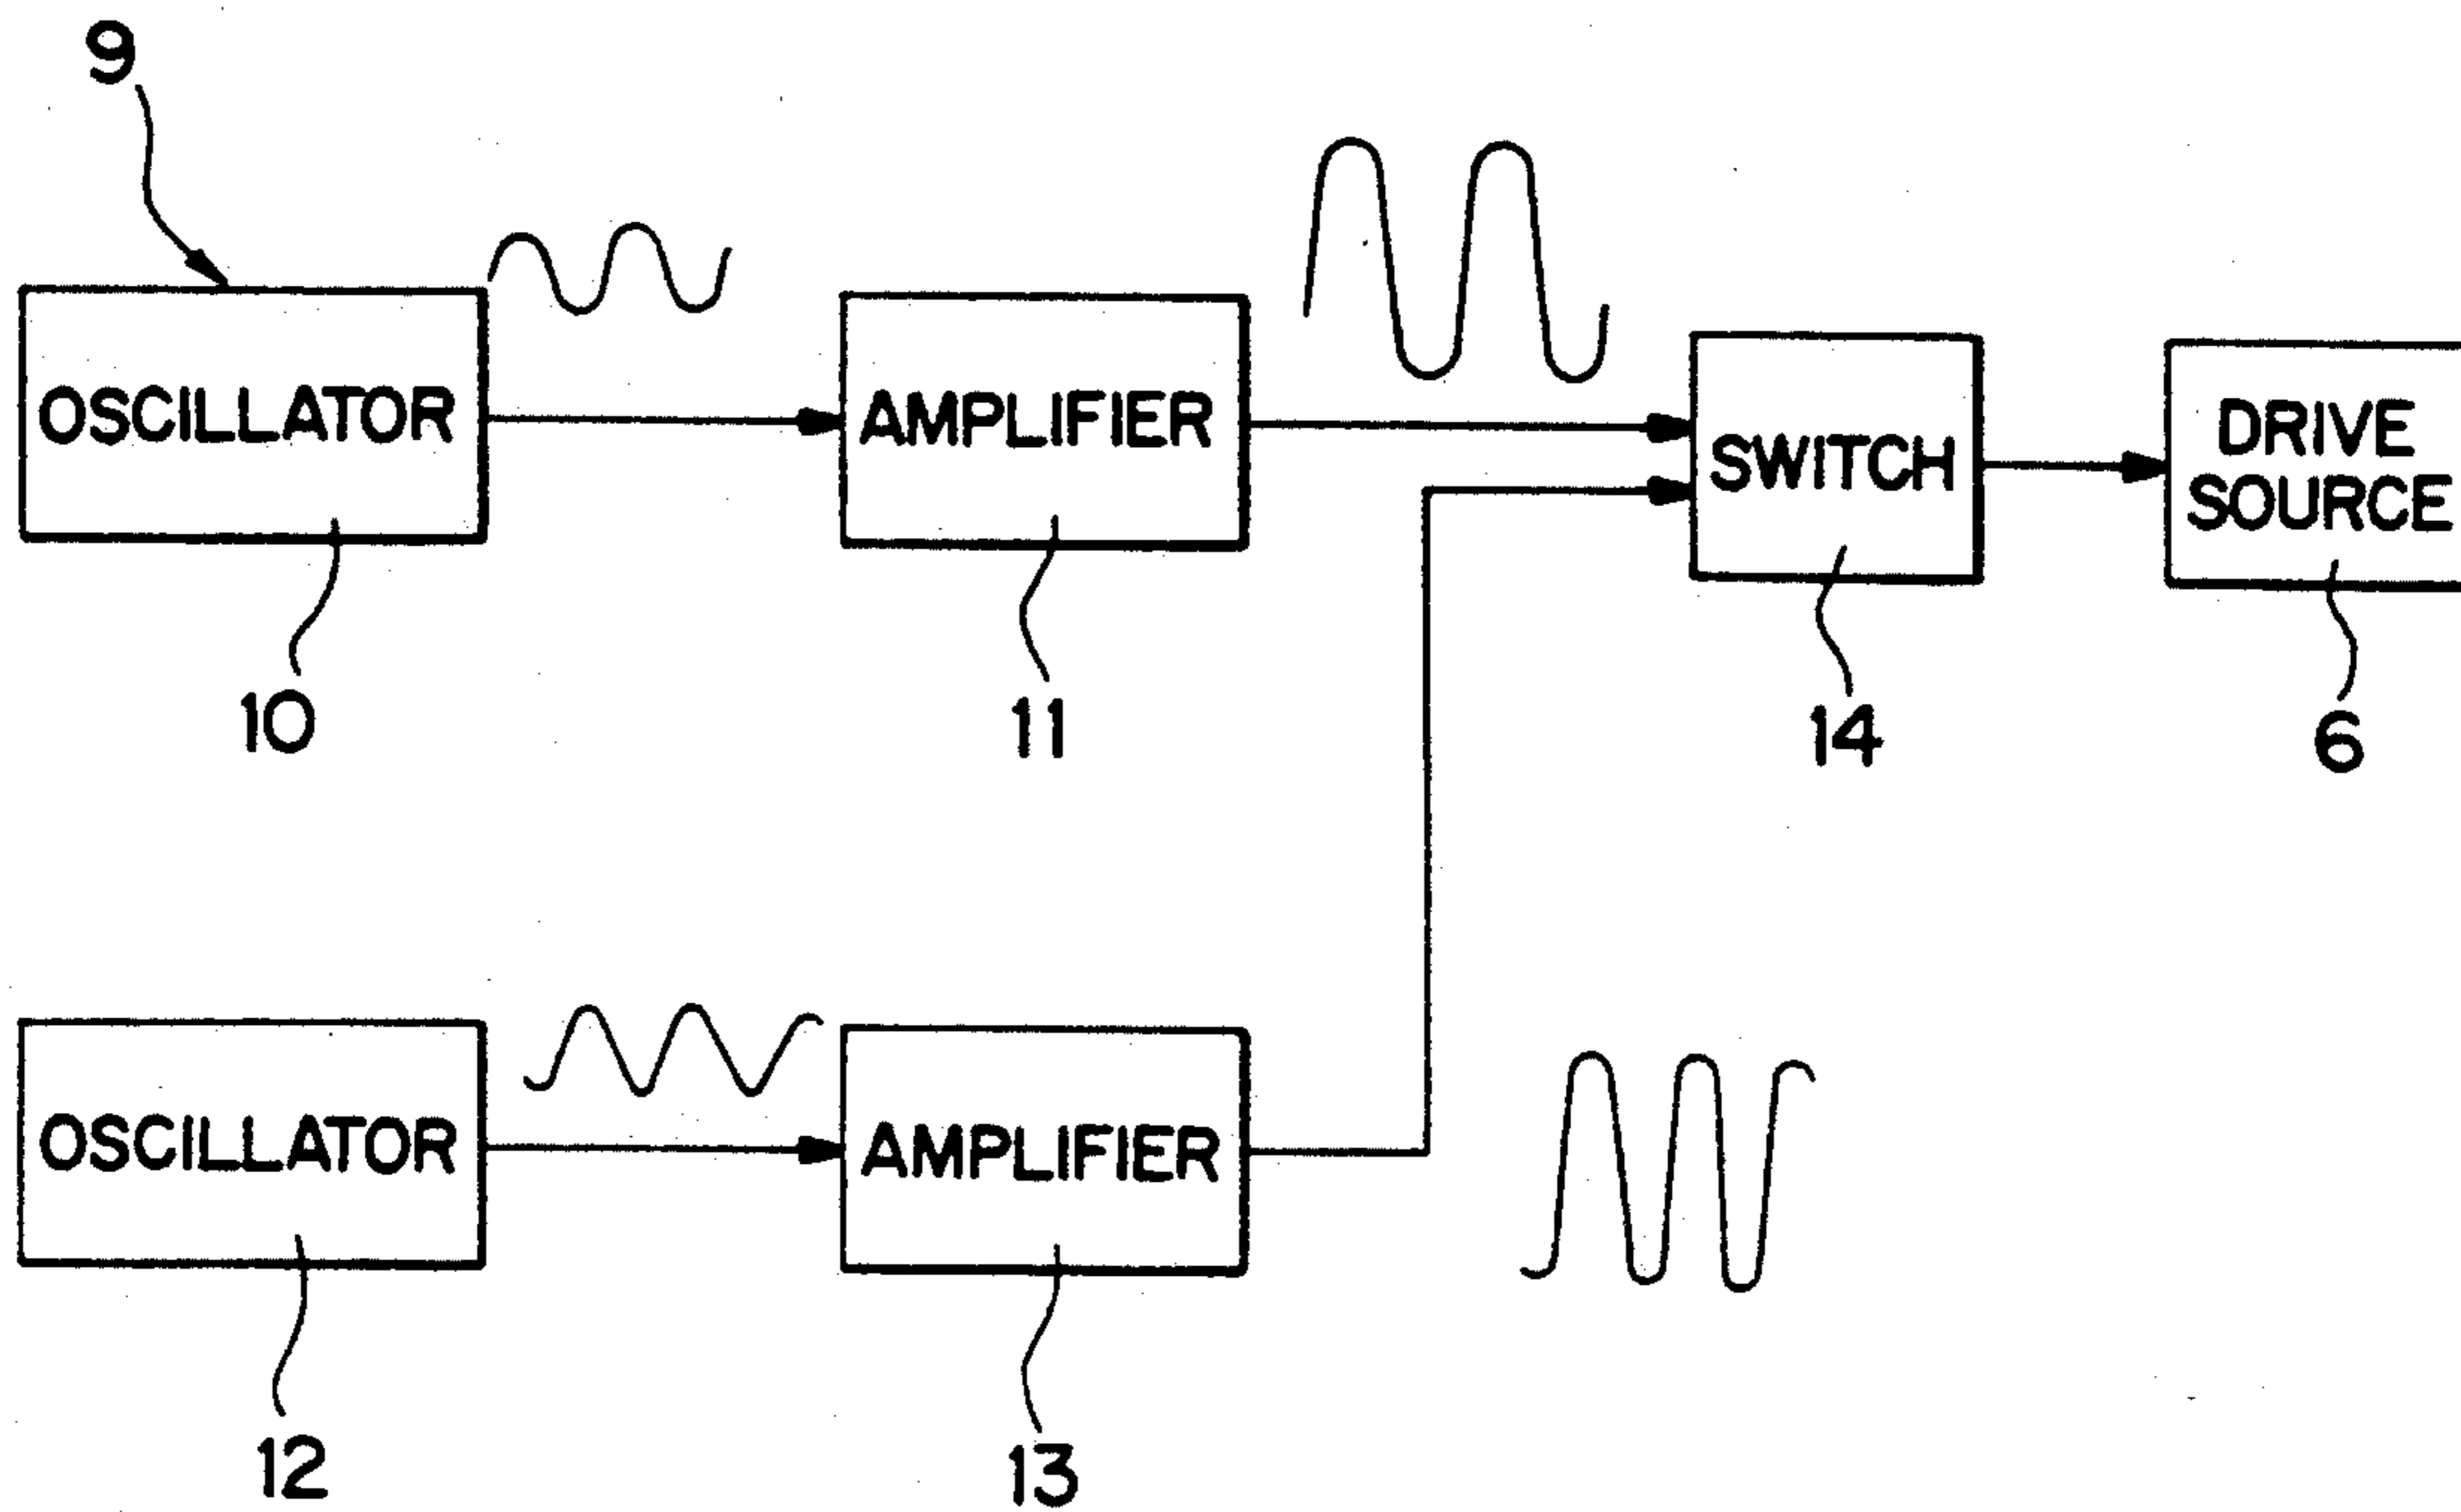 9
OSCILLATOR
AMPLIFIER
SWITCH
DRIVE
SOURCE
10
11
14
6
OSCILLATOR
AMPLIFIER
12
13